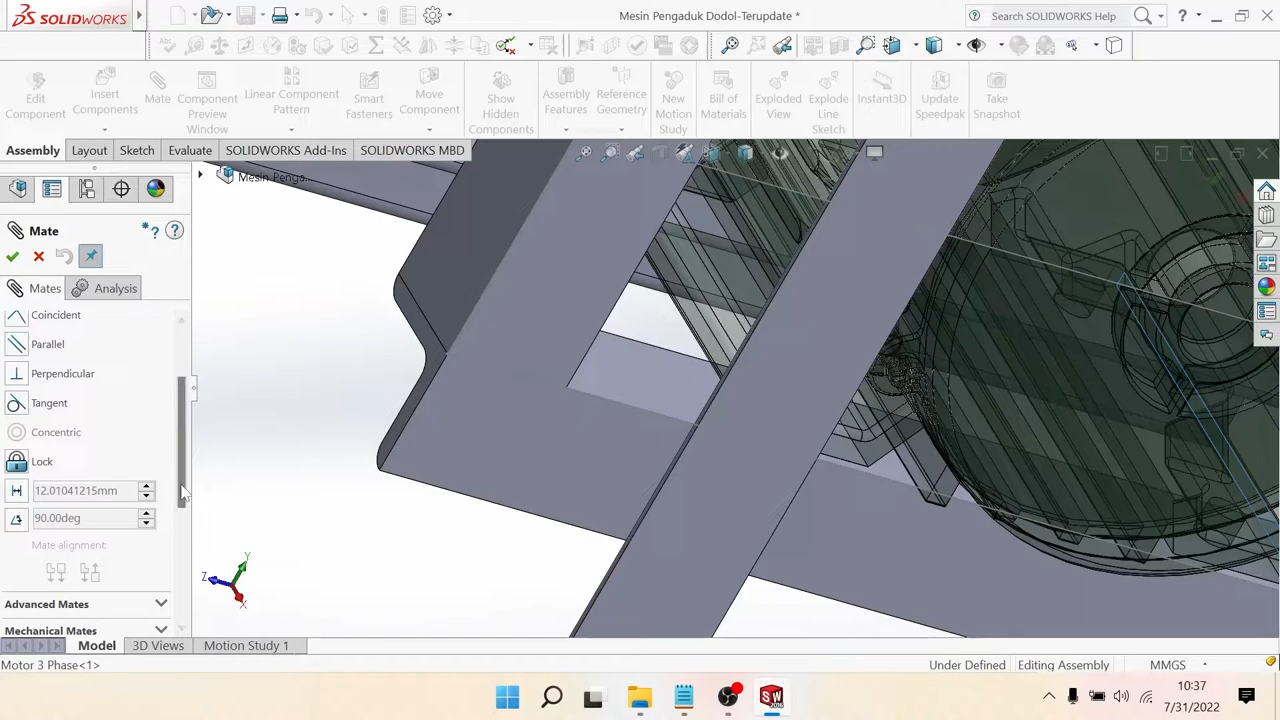 SOLIDWORKS
Mesin Pengaduk Dodol-Terupdate *
Search SOLIDWORKS Help
?
Edit Component
Insert Components
Mate
Component Preview Window
Linear Component Pattern
Smart Fasteners
Move Component
Show Hidden Components
Assembly Features
Reference Geometry
New Motion Study
Bill of Materials
Exploded View
Explode Line Sketch
Instant3D
Update Speedpak
Take Snapshot
Assembly
Layout
Sketch
Evaluate
SOLIDWORKS Add-Ins
SOLIDWORKS MBD
Mesin Penga...
Mate
Mates
Analysis
Coincident
Parallel
Perpendicular
Tangent
Concentric
Lock
12.01041215mm
90.00deg
Mate alignment:
Advanced Mates
Mechanical Mates
Y
Z
X
Model
3D Views
Motion Study 1
Motor 3 Phase<1>
Under Defined
Editing Assembly
MMGS
SW
2016
10:37
7/31/2022